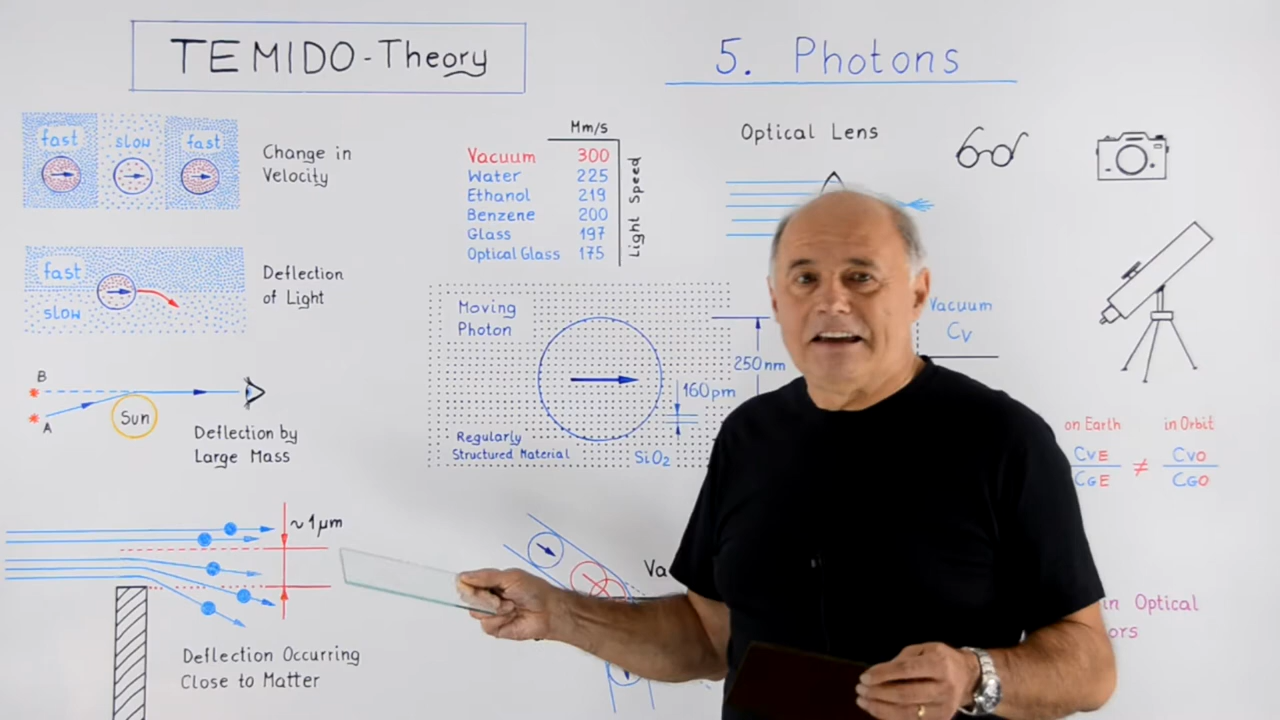 TEMIDO-Theory
5. Photons
fast slow fast
Change in
Velocity
fast
slow
Deflection
of Light
B
A
Sun
Deflection by
Large Mass
~1µm
Deflection Occurring
Close to Matter
Mm/s
Vacuum 300
Water 225
Ethanol 219
Benzene 200
Glass 197
Optical Glass 175
Light Speed
Moving
Photon
250nm
160pm
Regularly
Structured Material
SiO₂
Optical Lens
Vacuum
Cv
on Earth in Orbit
CVE ≠ CVO
CGE CGO
in Optical